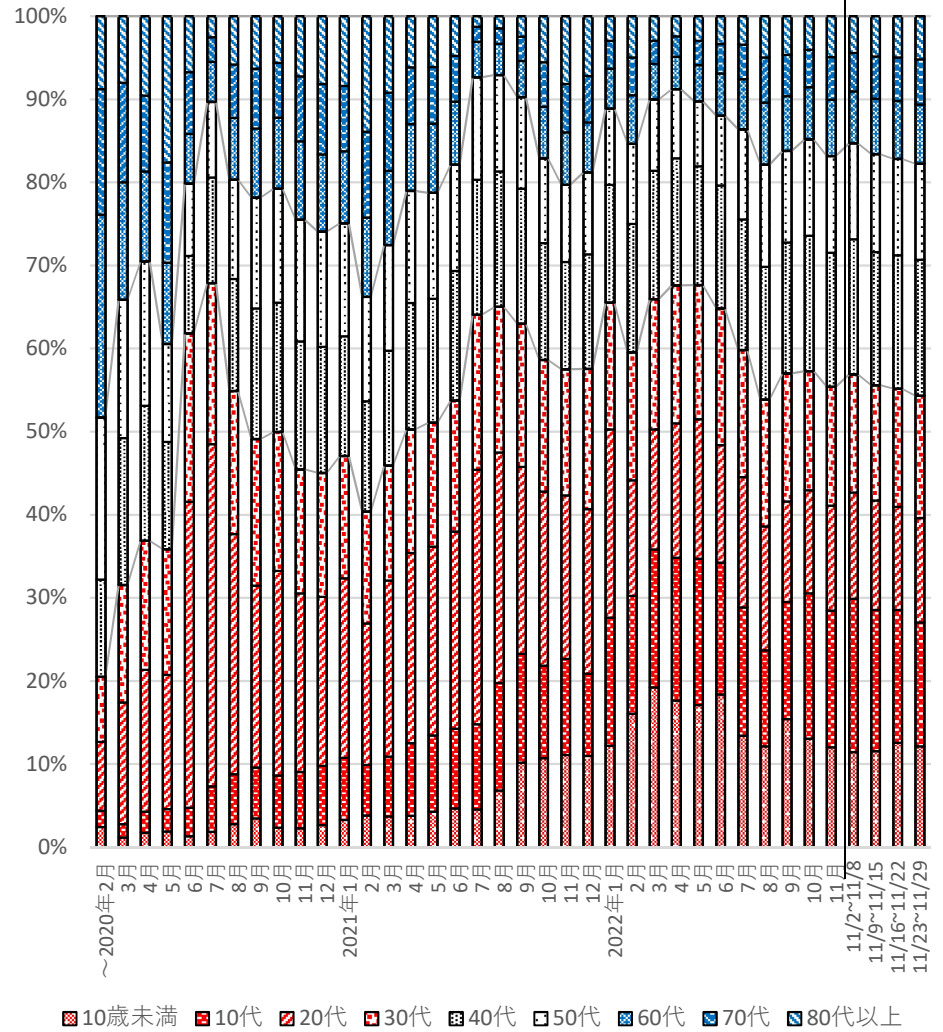 100%
90%
80%
70%
60%
50%
40%
30%
20%
10%
0%
～2020年2月
3月
4月
5月
6月
7月
8月
9月
10月
11月
12月
2021年1月
2月
3月
4月
5月
6月
7月
8月
9月
10月
11月
12月
2022年1月
2月
3月
4月
5月
6月
7月
8月
9月
10月
11月
11/2~11/8
11/9~11/15
11/16~11/22
11/23~11/29
10歳未満 10代 20代 30代 40代 50代 60代 70代 80代以上